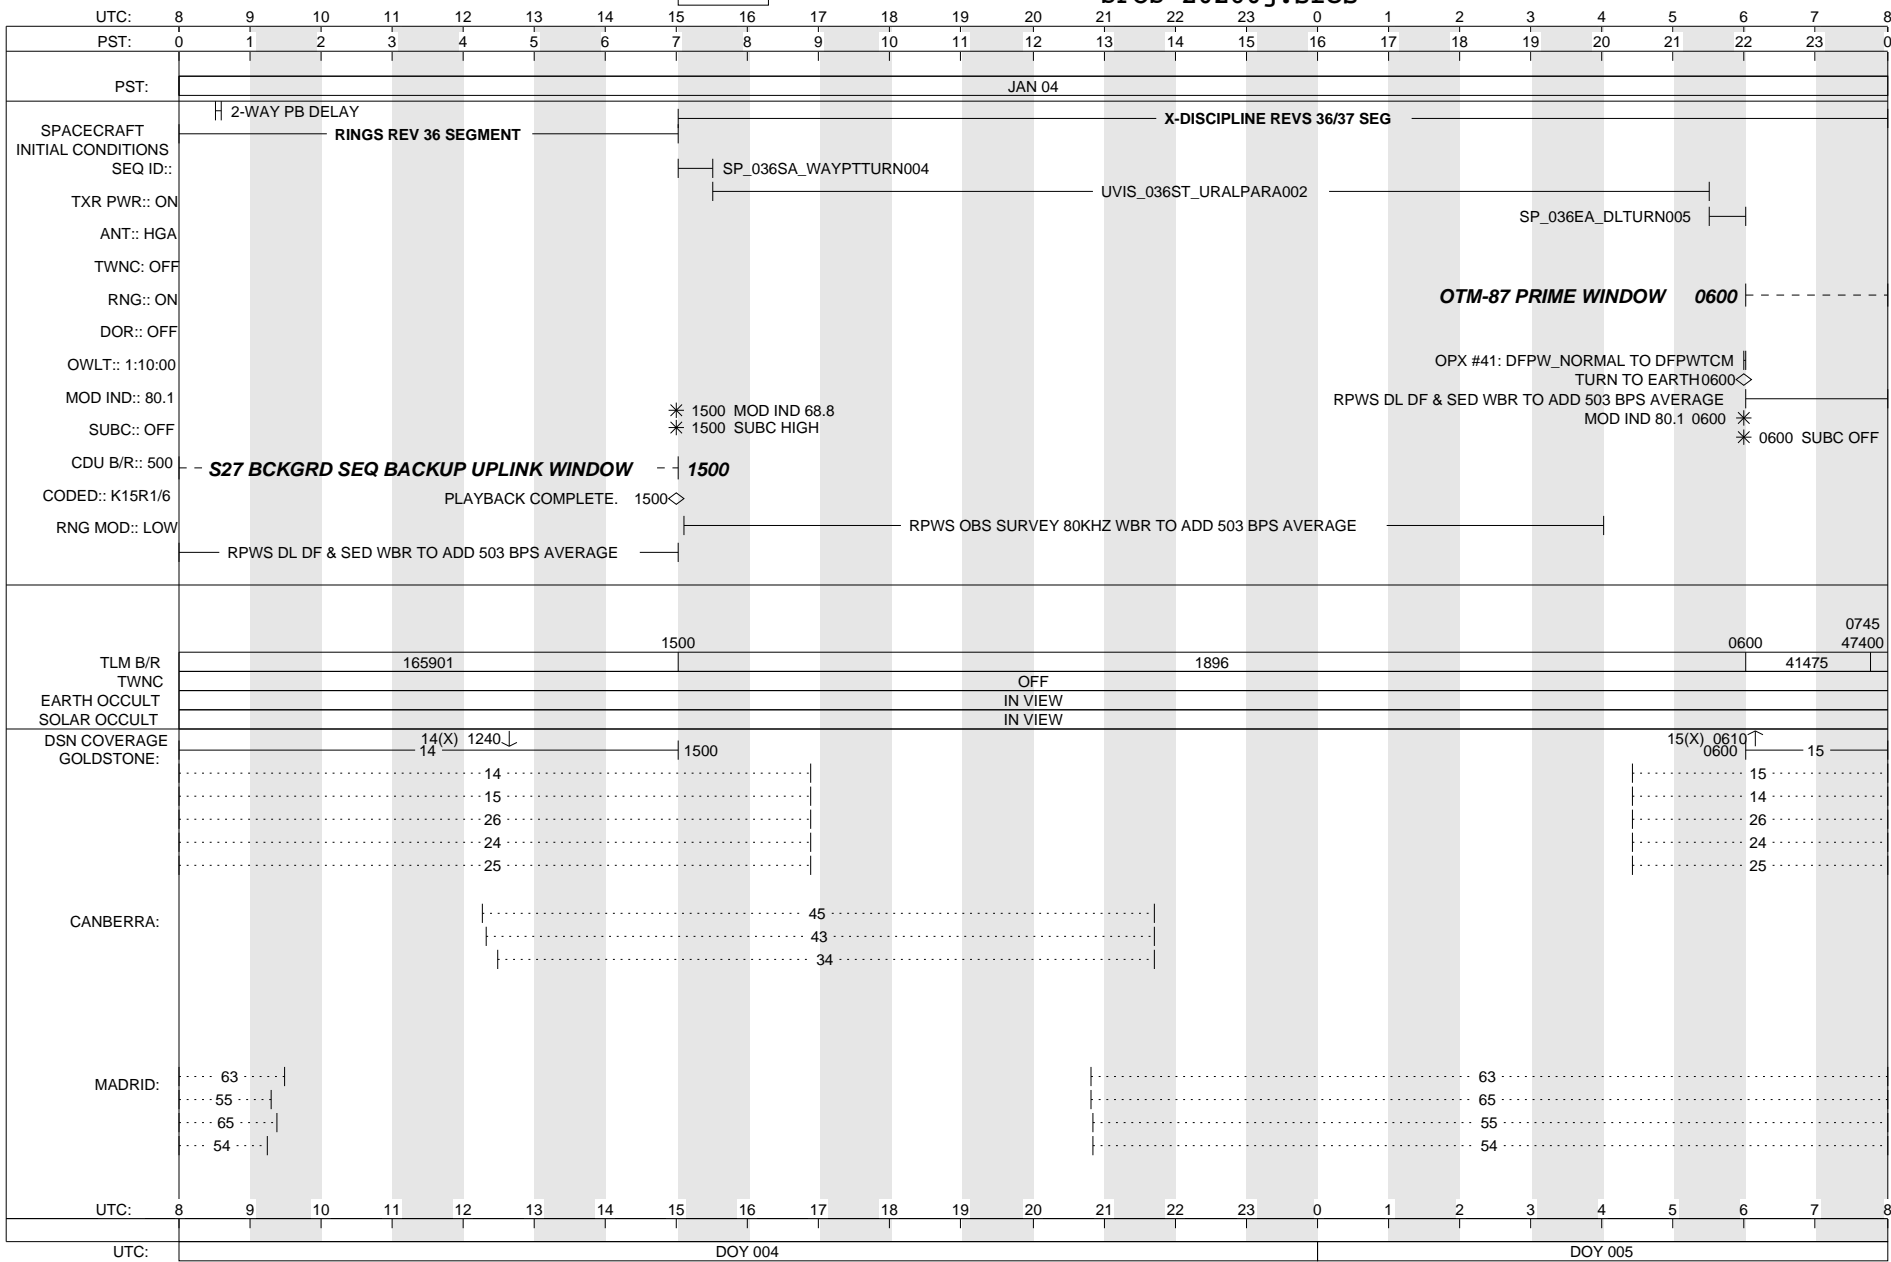 UTC: 8 9 10 11 12 13 14 15 16 17 18 19 20 21 22 23 0 1 2 3 4 5 6 7 8
PST: 0 1 2 3 4 5 6 7 8 9 10 11 12 13 14 15 16 17 18 19 20 21 22 23 0
PST: JAN 04
2-WAY PB DELAY
X-DISCIPLINE REVS 36/37 SEG
SPACECRAFT
INITIAL CONDITIONS
RINGS REV 36 SEGMENT
SEQ ID:: SP_036SA_WAYPTTURN004
UVIS_036ST_URALPARA002
TXR PWR:: ON
SP_036EA_DLTURN005
ANT:: HGA
TWNC: OFF
RNG:: ON
OTM-87 PRIME WINDOW 0600
DOR:: OFF
OWLT:: 1:10:00
OPX #41: DFPW_NORMAL TO DFPWTCM
TURN TO EARTH 0600
MOD IND:: 80.1
RPWS DL DF & SED WBR TO ADD 503 BPS AVERAGE
1500 MOD IND 68.8
MOD IND 80.1 0600
SUBC:: OFF
1500 SUBC HIGH
0600 SUBC OFF
CDU B/R:: 500
S27 BCKGRD SEQ BACKUP UPLINK WINDOW 1500
CODED:: K15R1/6
PLAYBACK COMPLETE. 1500
RNG MOD:: LOW
RPWS OBS SURVEY 80KHZ WBR TO ADD 503 BPS AVERAGE
RPWS DL DF & SED WBR TO ADD 503 BPS AVERAGE
0745
1500 0600 47400
TLM B/R 165901 1896 41475
TWNC OFF
EARTH OCCULT IN VIEW
SOLAR OCCULT IN VIEW
DSN COVERAGE 14(X) 1240 15(X) 0610
GOLDSTONE: 14 1500 0600 15
14 15
15 14
26 26
24 24
25 25
CANBERRA: 45
43
34
MADRID: 63 63
55 65
65 55
54 54
UTC: 8 9 10 11 12 13 14 15 16 17 18 19 20 21 22 23 0 1 2 3 4 5 6 7 8
UTC: DOY 004 DOY 005